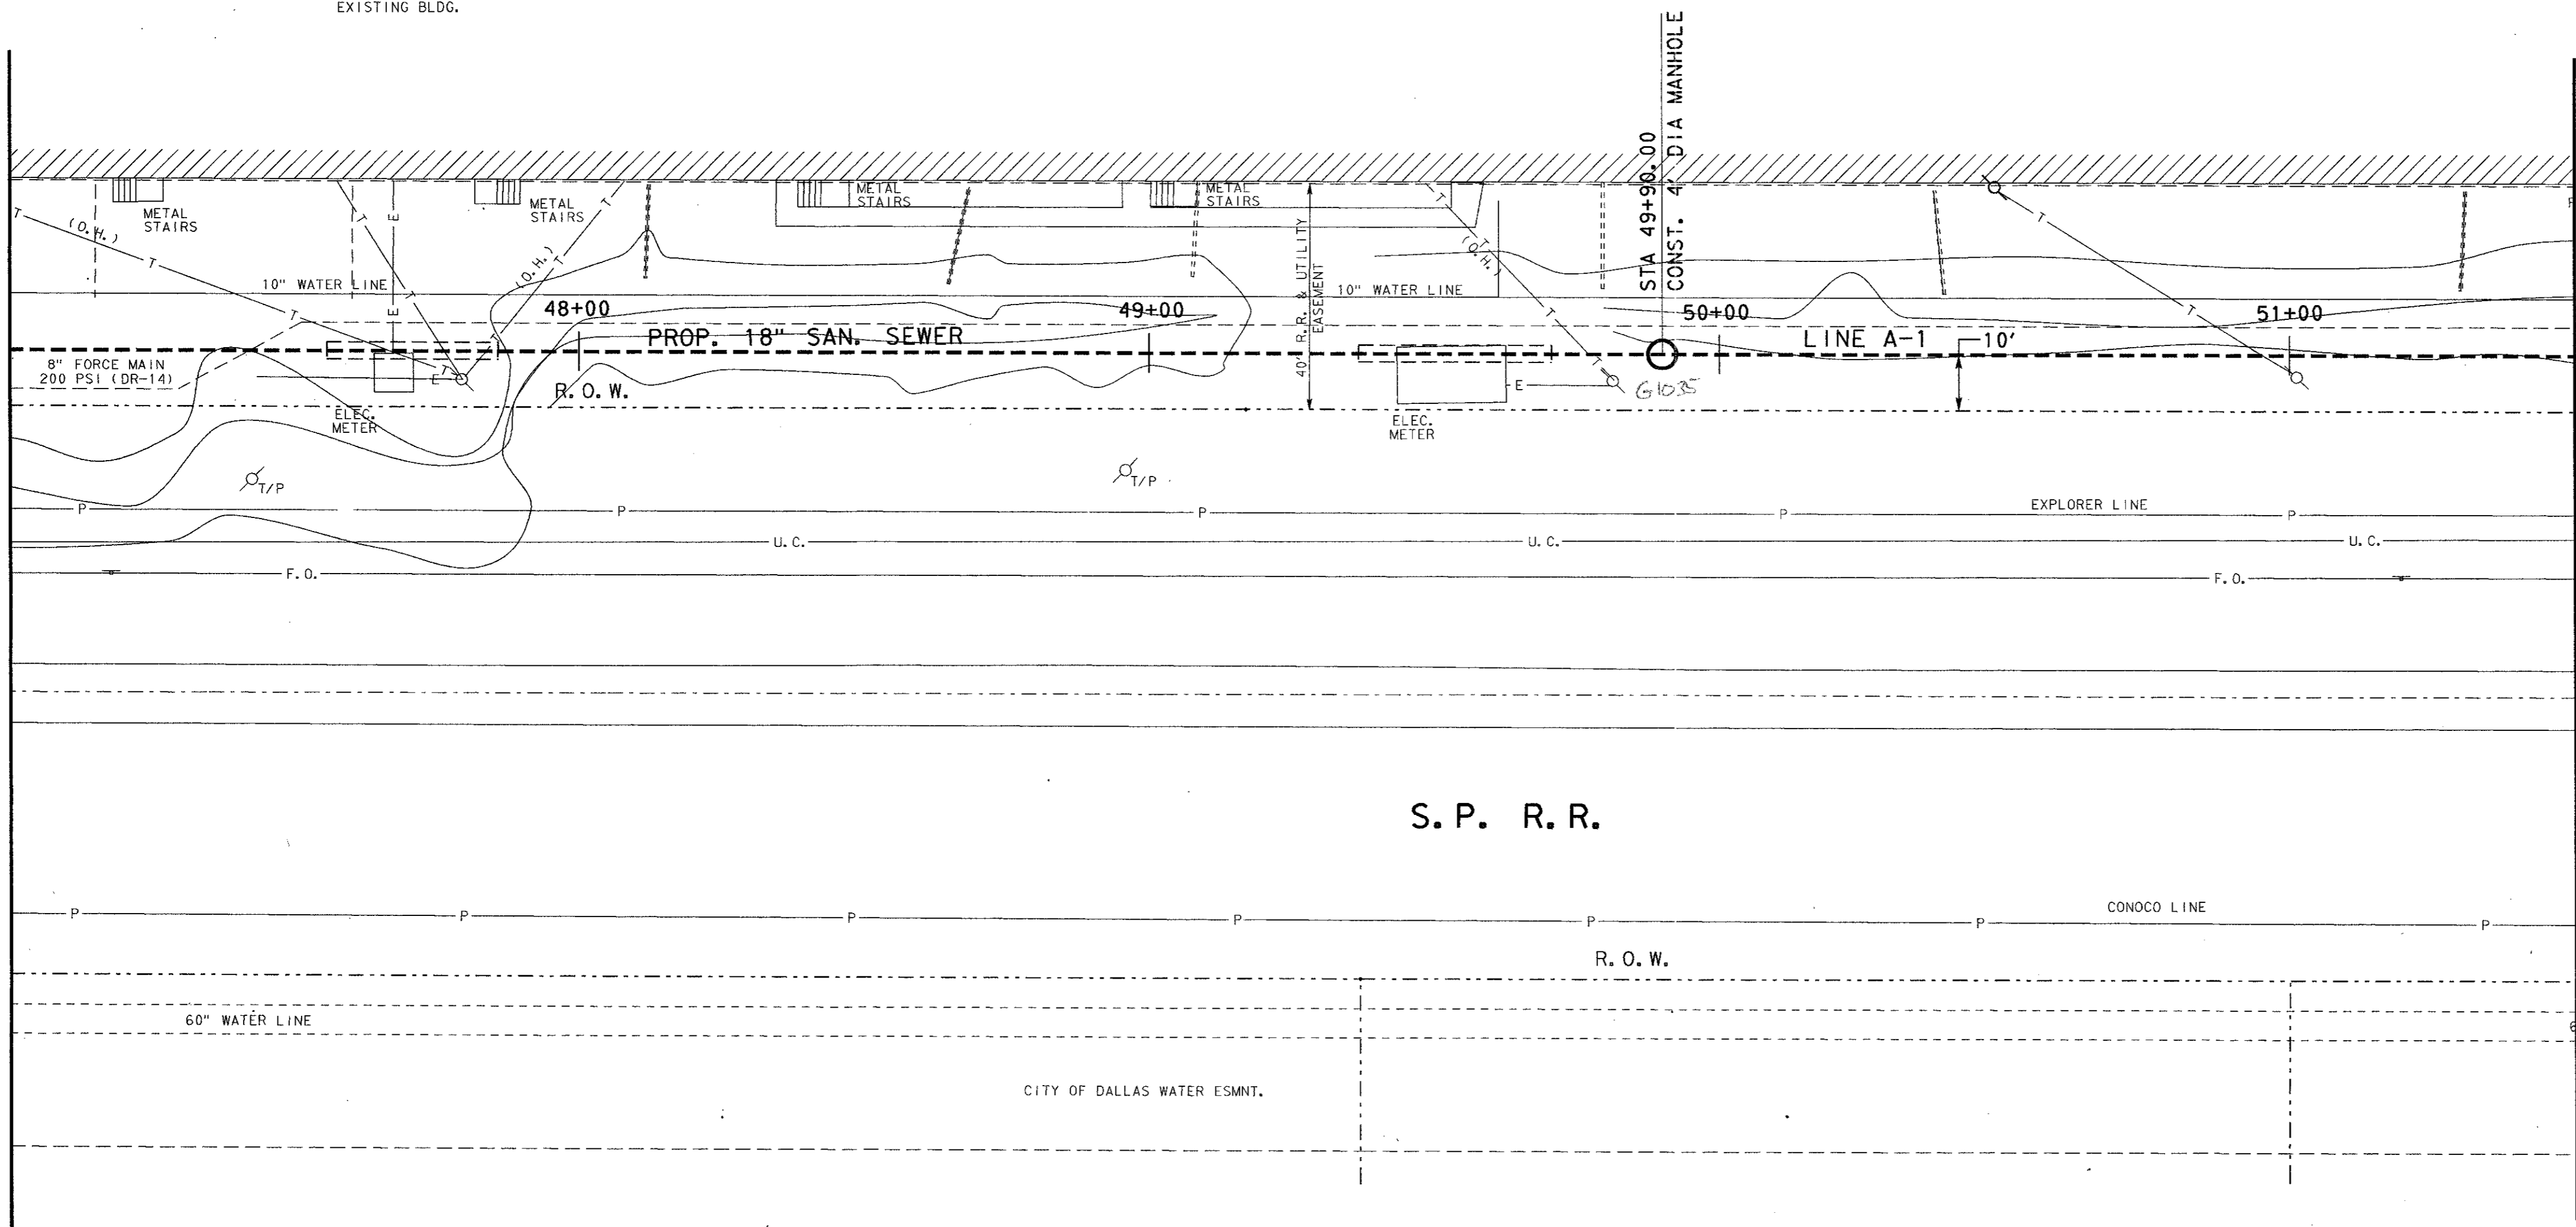 EXISTING BLDG.
STA 49+90.00
CONST. 4' DIA MANHOLE
METAL
STAIRS
METAL
STAIRS
METAL
STAIRS
METAL
STAIRS
T
(O.H.)
T
T
T
T
T
T
E
E
(O.H.)
T
T
T
40' R.R. & UTILITY
EASEMENT
T
(O.H.)
T
T
T
T
T
T
10" WATER LINE
10" WATER LINE
48+00
49+00
50+00
51+00
PROP. 18" SAN. SEWER
LINE A-1
10'
8" FORCE MAIN
200 PSI (DR-14)
E
R.O.W.
E
G1035
ELEC.
METER
ELEC.
METER
T/P
T/P
EXPLORER LINE
P
P
P
P
P
U.C.
U.C.
U.C.
F.O.
F.O.
S.P. R.R.
CONOCO LINE
P
P
P
P
P
P
P
R.O.W.
60" WATER LINE
CITY OF DALLAS WATER ESMNT.